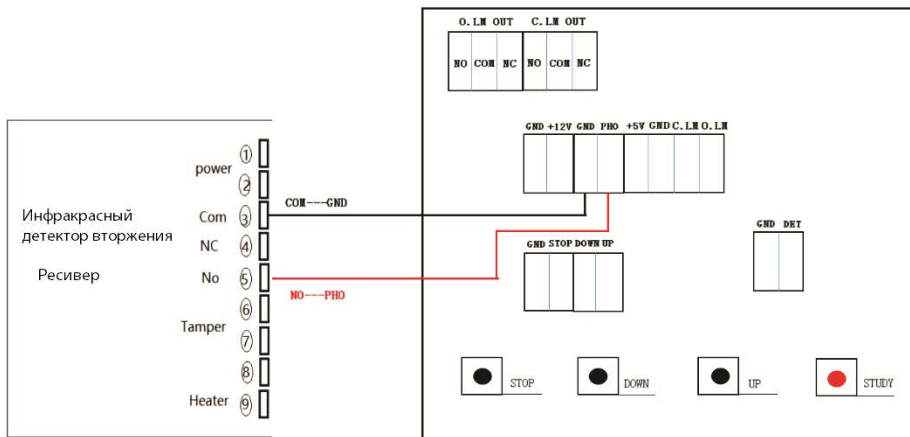 O.LM OUT C.LM OUT
NO COM NC NO COM NC
GND +12V GND PHO +5V GND C.LM O.LM
power
①
②
Com ③
COM---GND
Инфракрасный
детектор вторжения
NC ④
Ресивер
No ⑤
NO---PHO
GND STOP DOWN UP
GND DET
⑥
Tamper
⑦
⑧
Heater ⑨
STOP
DOWN
UP
STUDY